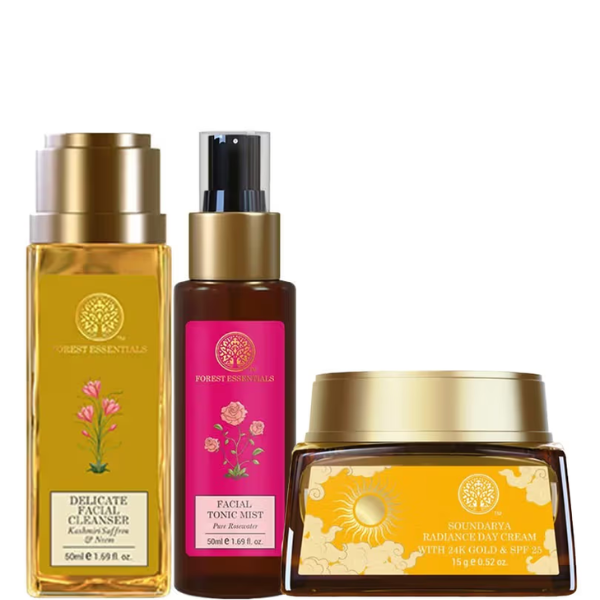 FOREST ESSENTIALS
DELICATE
FACIAL
CLEANSER
Kashmiri Saffron
& Neem
50ml e 1.69 fl. oz.
TM
FOREST ESSENTIALS
FACIAL
TONIC MIST
Pure Rosewater
50ml e 1.69 fl. oz.
TM
SOUNDARYA
RADIANCE DAY CREAM
WITH 24K GOLD & SPF 25
15 g e 0.52 oz.